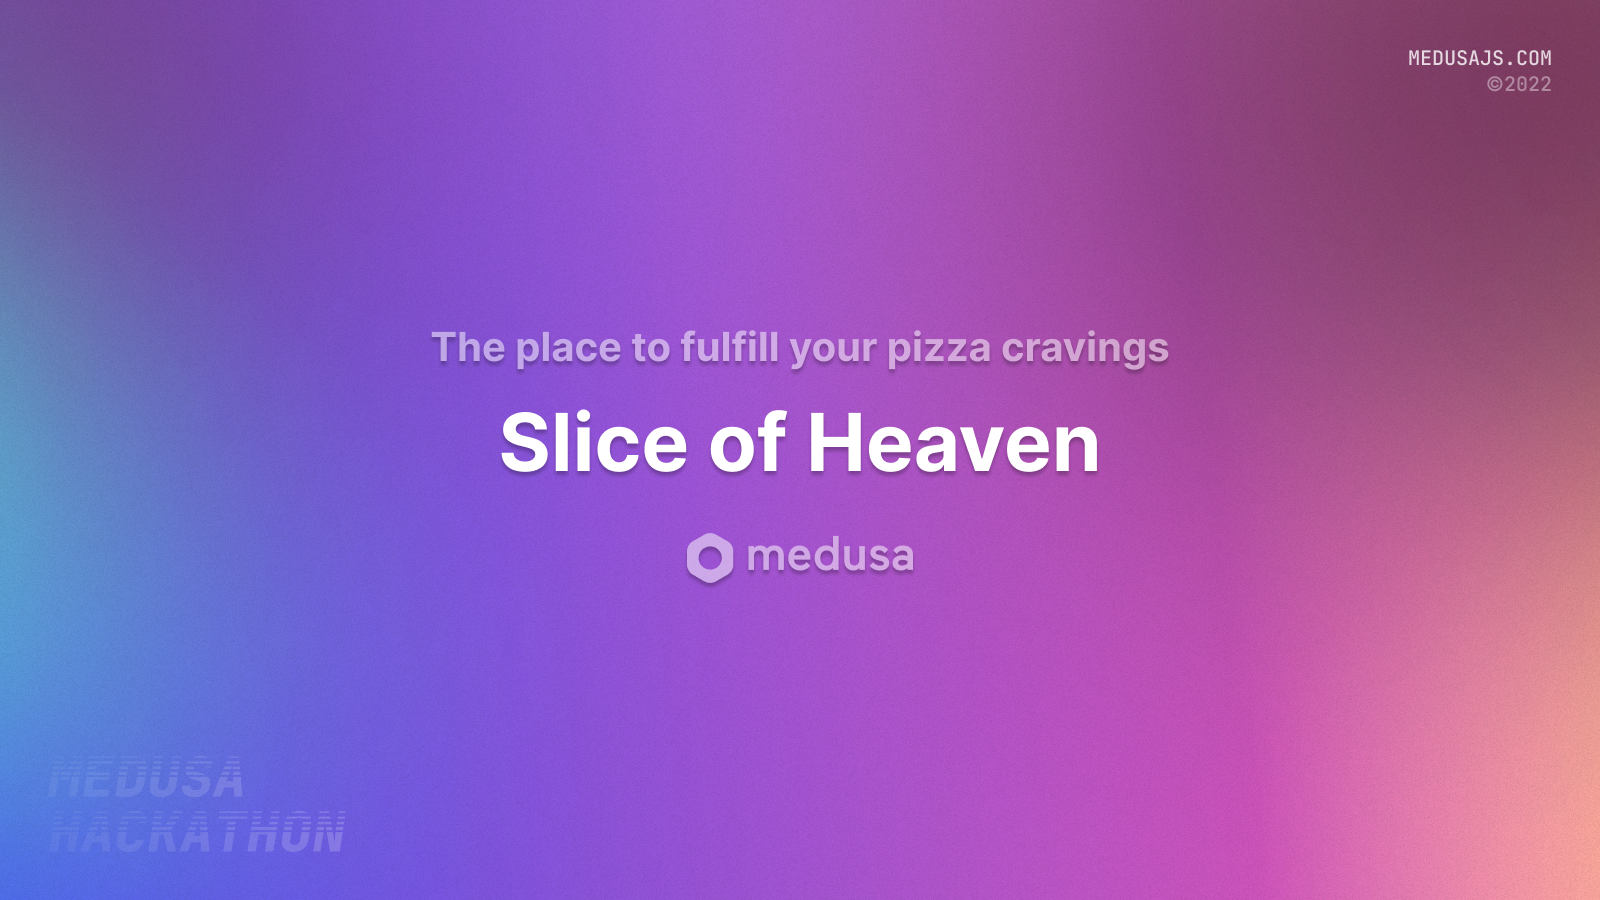 MEDUSAJS.COM
©2022
The place to fulfill your pizza cravings
Slice of Heaven
medusa
MEDUSA
HACKATHON